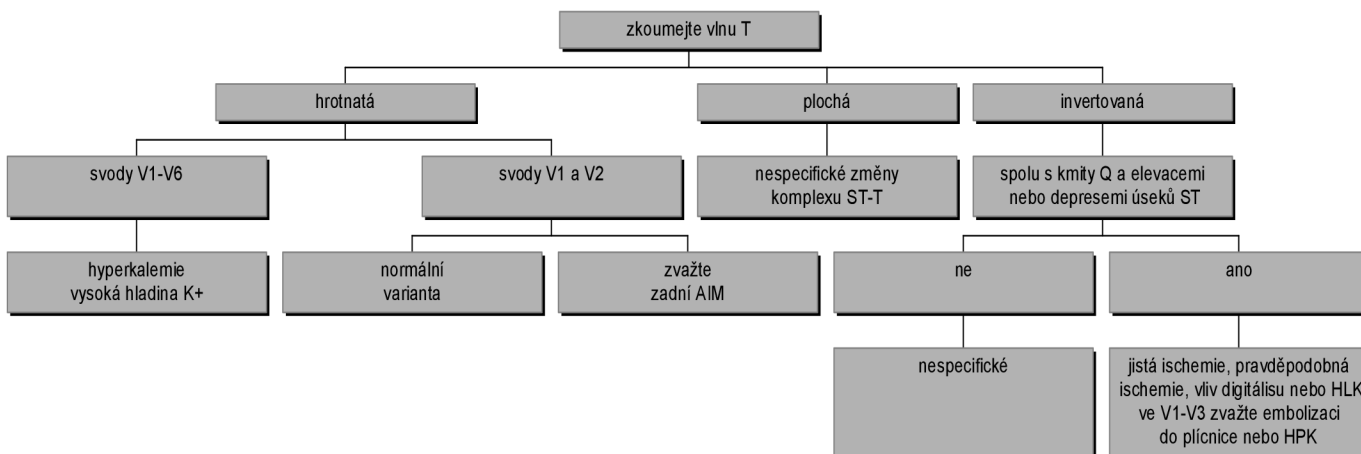 zkoumejte vlnu T
hrotnatá
plochá
invertovaná
svody V1-V6
svody V1 a V2
nespecifické změny
komplexu ST-T
spolu s kmity Q a elevacemi
nebo depresemi úseků ST
hyperkalemie
vysoká hladina K+
normální
varianta
zvažte
zadní AIM
ne
ano
nespecifické
jistá ischemie, pravděpodobná
ischemie, vliv digitálisu nebo HLK
ve V1-V3 zvažte embolizaci
do plícnice nebo HPK